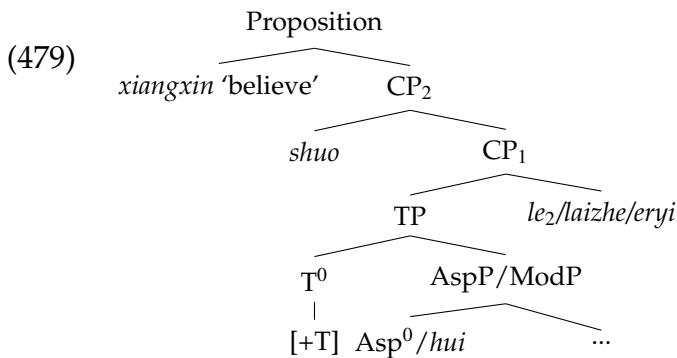 Proposition
(479)
xiangxin ‘believe’ CP₂
shuo CP₁
TP le₂/laizhe/eryi
T⁰ AspP/ModP
[+T] Asp⁰/hui ...